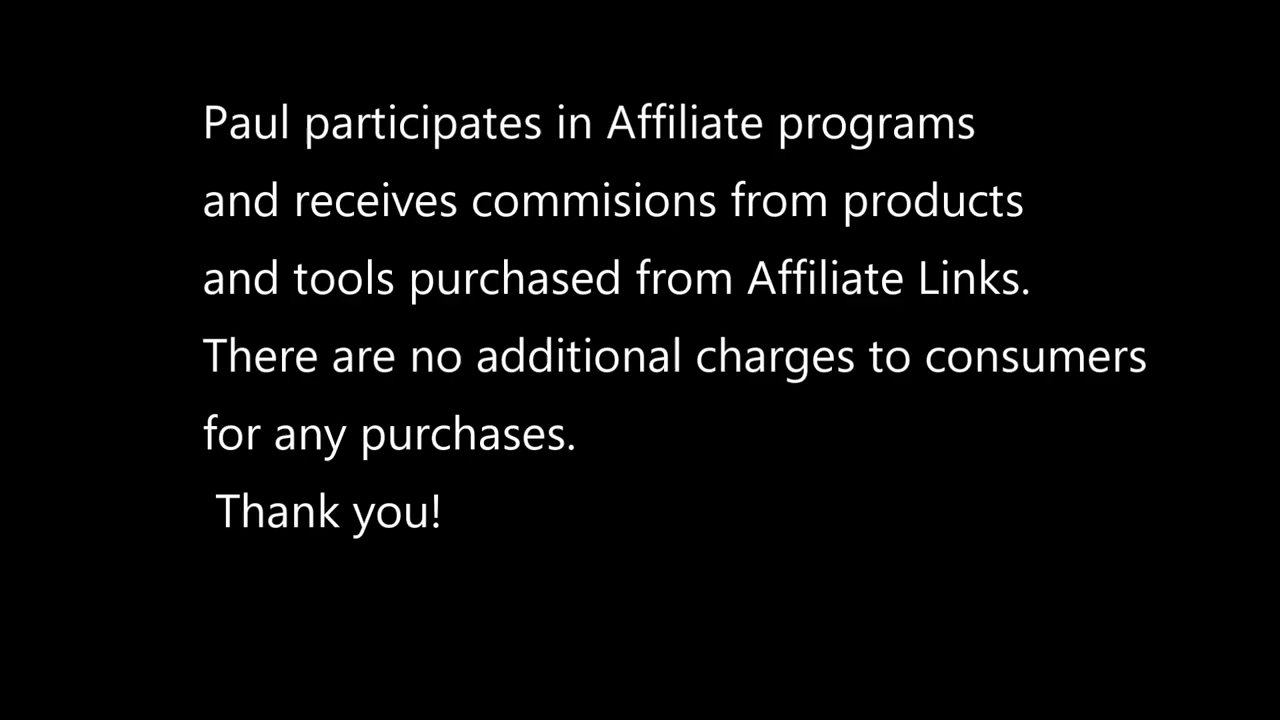 Paul participates in Affiliate programs
and receives commisions from products
and tools purchased from Affiliate Links.
There are no additional charges to consumers
for any purchases.
Thank you!